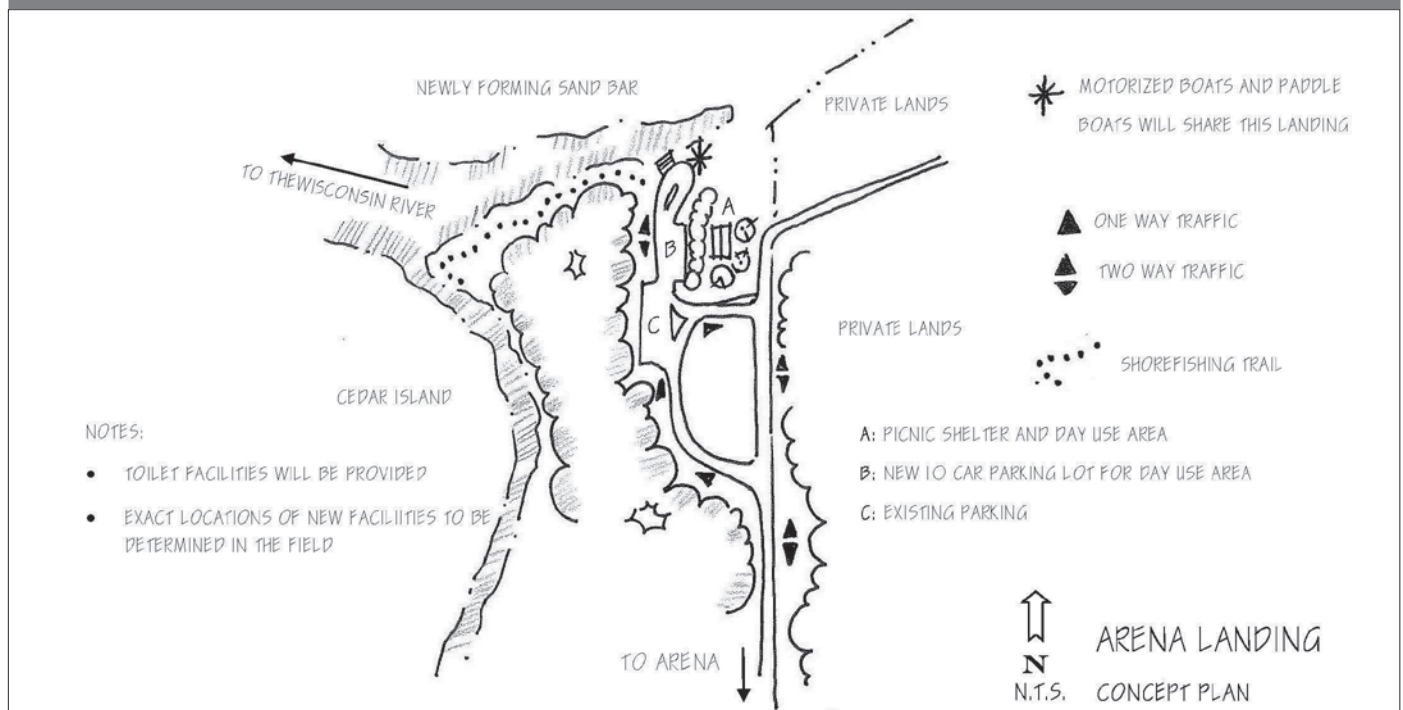 NEWLY FORMING SAND BAR
PRIVATE LANDS
MOTORIZED BOATS AND PADDLE
BOATS WILL SHARE THIS LANDING
TO THEWISCONSIN RIVER
A
B
C
ONE WAY TRAFFIC
TWO WAY TRAFFIC
PRIVATE LANDS
SHOREFISHING TRAIL
CEDAR ISLAND
NOTES:
• TOILET FACILITIES WILL BE PROVIDED
• EXACT LOCATIONS OF NEW FACILIITIES TO BE
DETERMINED IN THE FIELD
A: PICNIC SHELTER AND DAY USE AREA
B: NEW 10 CAR PARKING LOT FOR DAY USE AREA
C: EXISTING PARKING
TO ARENA
N
N.T.S.
ARENA LANDING
CONCEPT PLAN